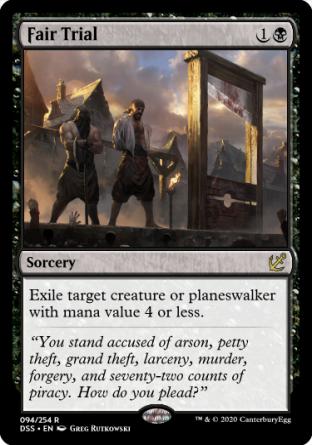 Fair Trial 1
Sorcery
Exile target creature or planeswalker
with mana value 4 or less.
“You stand accused of arson, petty
theft, grand theft, larceny, murder,
forgery, and seventy-two counts of
piracy. How do you plead?”
094/254 R
DSS • EN Greg Rutkowski
™ & © 2020 CanterburyEgg